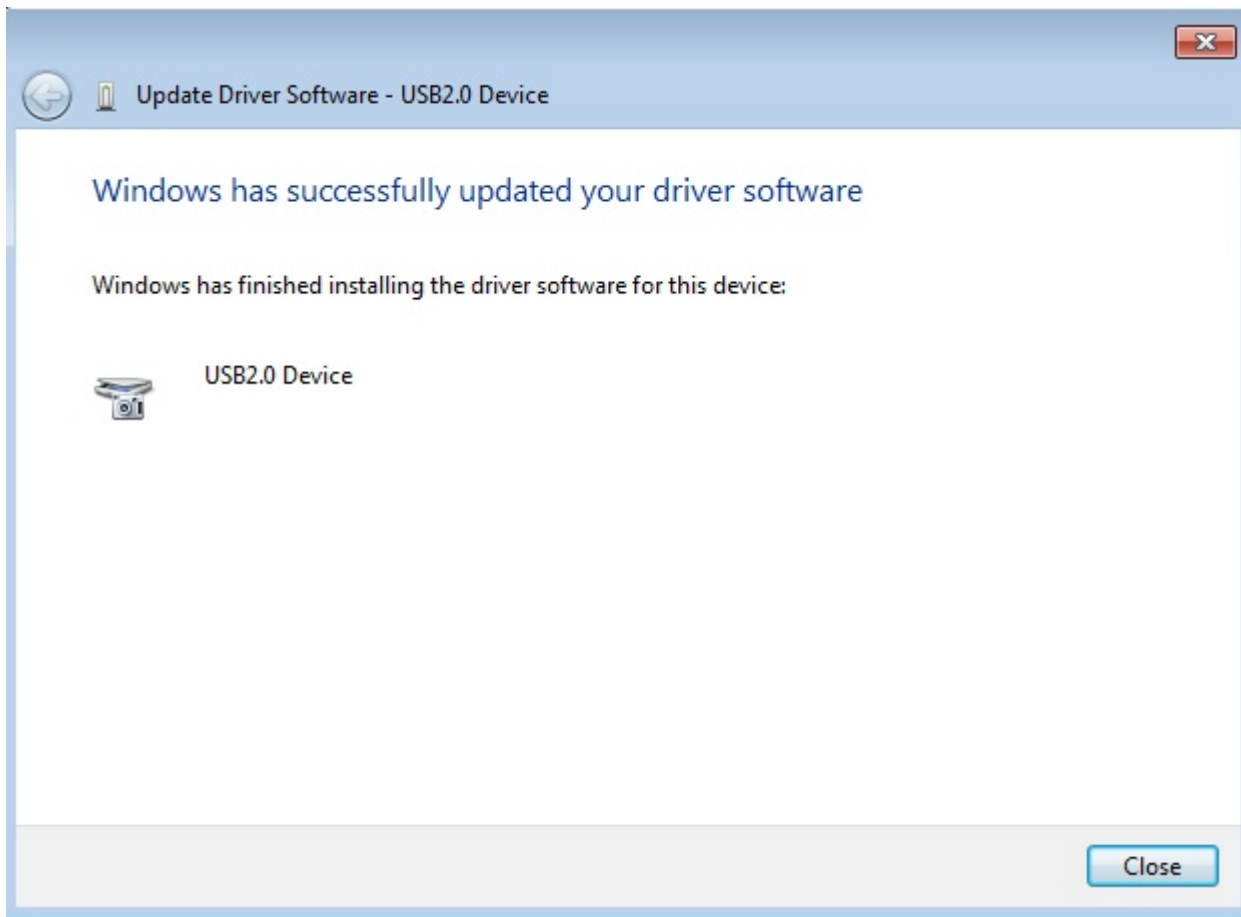 Update Driver Software - USB2.0 Device
Windows has successfully updated your driver software
Windows has finished installing the driver software for this device:
USB2.0 Device
Close